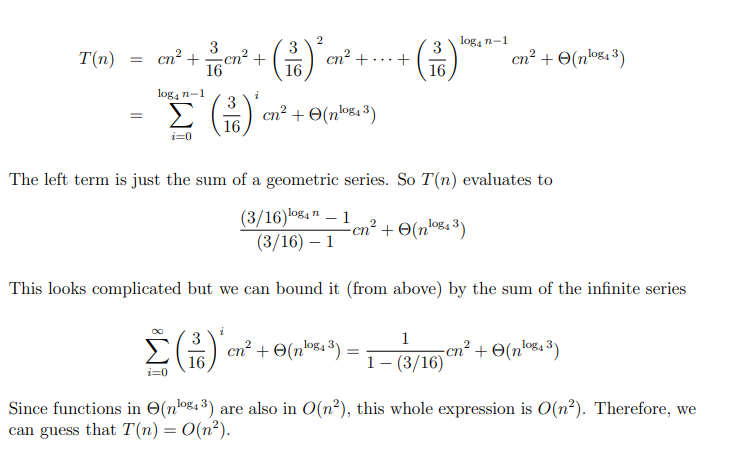 T(n) = cn² + 3/16 cn² + (3/16)² cn² + ··· + (3/16)^(log₄ n−1) cn² + Θ(n^(log₄ 3))
= ∑_{i=0}^{log₄ n−1} (3/16)^i cn² + Θ(n^(log₄ 3))
The left term is just the sum of a geometric series. So T(n) evaluates to
((3/16)^(log₄ n) − 1)/((3/16) − 1) cn² + Θ(n^(log₄ 3))
This looks complicated but we can bound it (from above) by the sum of the infinite series
∑_{i=0}^{∞} (3/16)^i cn² + Θ(n^(log₄ 3)) = 1/(1 − (3/16)) cn² + Θ(n^(log₄ 3))
Since functions in Θ(n^(log₄ 3)) are also in O(n²), this whole expression is O(n²). Therefore, we
can guess that T(n) = O(n²).